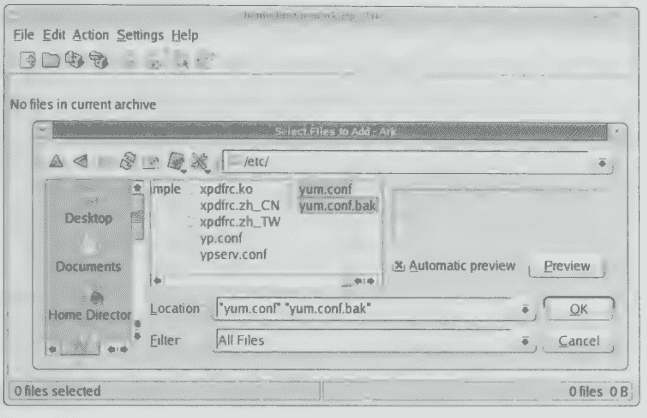 File Edit Action Settings Help
No files in current archive
Select Files to Add - Ark
/etc/
mple xpdfrc.ko yum.conf
xpdfrc.zh_CN yum.conf.bak
xpdfrc.zh_TW
yp.conf
ypserv.conf
Desktop
Documents
Home Director
Automatic preview Preview
Location "yum.conf" "yum.conf.bak" OK
Filter All Files Cancel
0 files selected 0 files 0 B